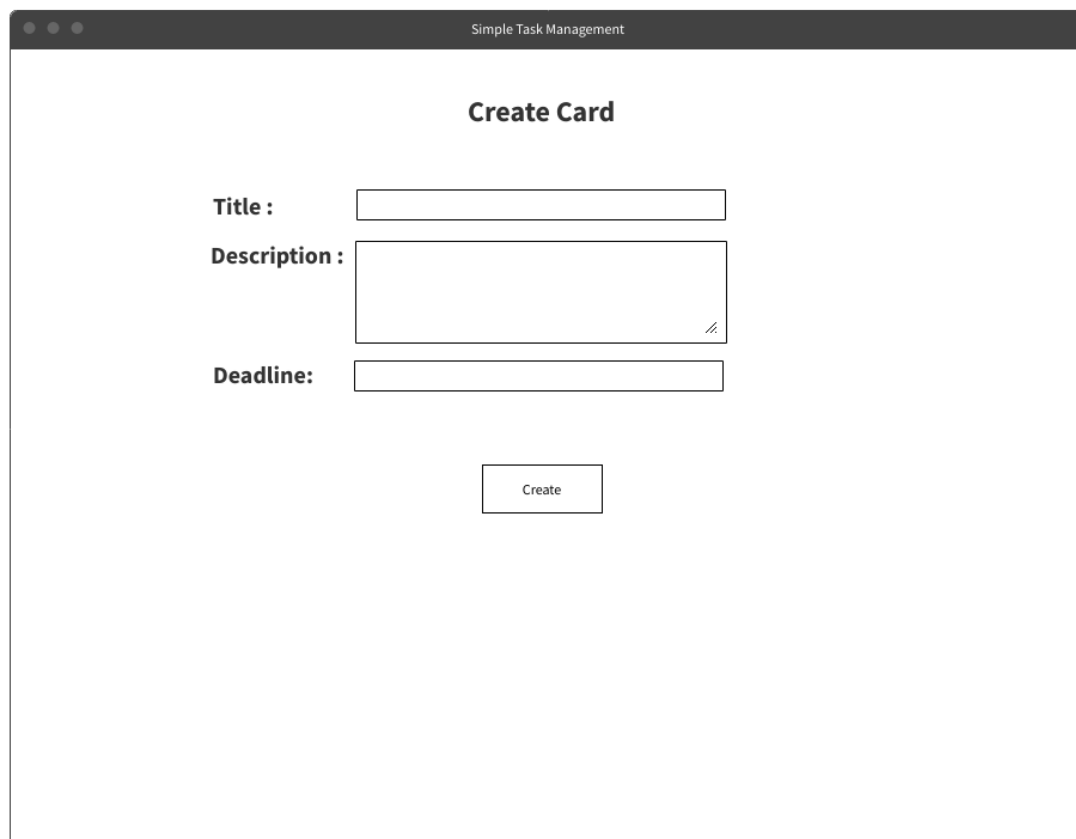 Simple Task Management
Create Card
Title :
Description :
Deadline:
Create